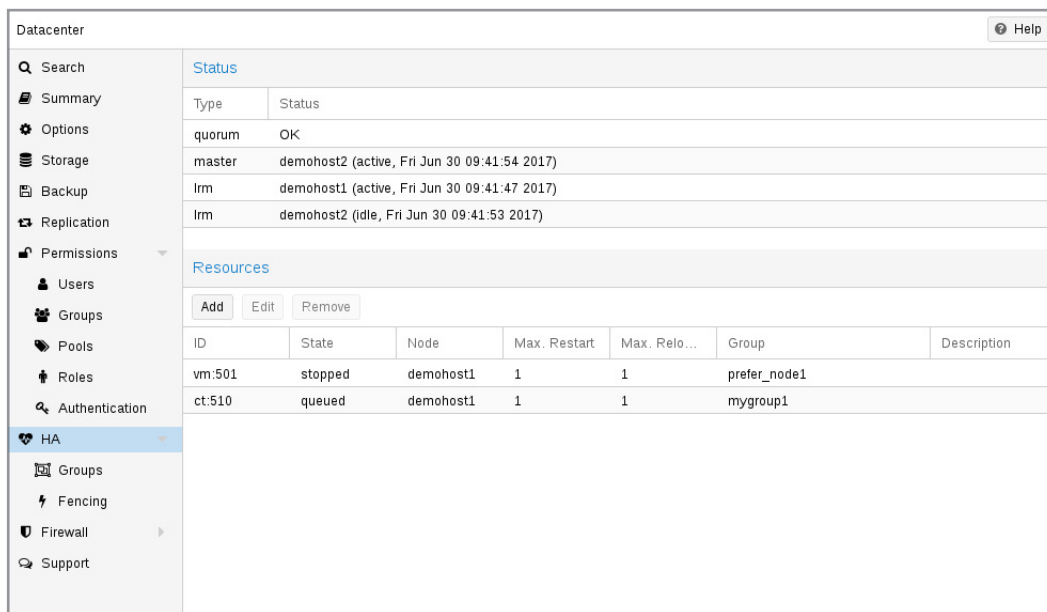 Datacenter
Help
Search
Summary
Options
Storage
Backup
Replication
Permissions
Users
Groups
Pools
Roles
Authentication
HA
Groups
Fencing
Firewall
Support
Status
Type Status
quorum OK
master demohost2 (active, Fri Jun 30 09:41:54 2017)
lrm demohost1 (active, Fri Jun 30 09:41:47 2017)
lrm demohost2 (idle, Fri Jun 30 09:41:53 2017)
Resources
Add Edit Remove
ID State Node Max. Restart Max. Relo... Group Description
vm:501 stopped demohost1 1 1 prefer_node1
ct:510 queued demohost1 1 1 mygroup1